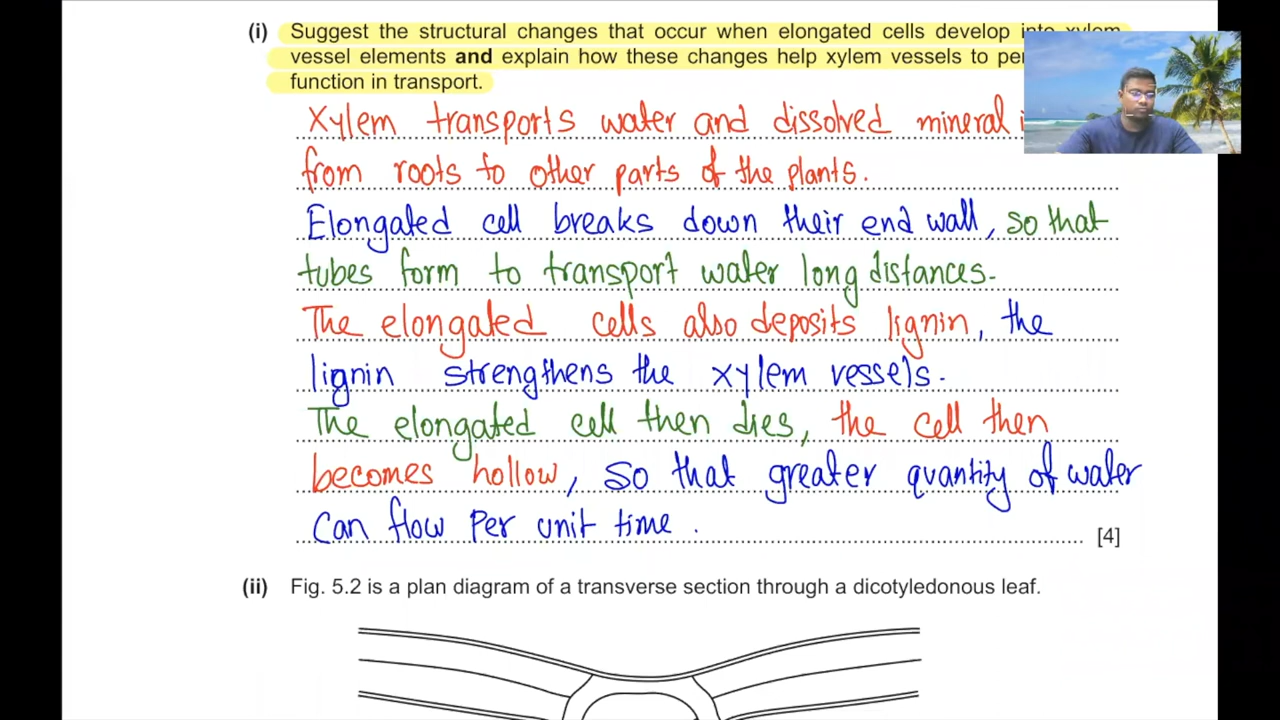 (i) Suggest the structural changes that occur when elongated cells develop into xylem
vessel elements and explain how these changes help xylem vessels to
function in transport.
Xylem transports water and dissolved mineral
from roots to other parts of the plants.
Elongated cell breaks down their end wall, so that
tubes form to transport water long distances.
The elongated cells also deposits lignin, the
lignin strengthens the xylem vessels.
The elongated cell then dies, the cell then
becomes hollow, so that greater quantity of water
can flow per unit time.
[4]
(ii) Fig. 5.2 is a plan diagram of a transverse section through a dicotyledonous leaf.